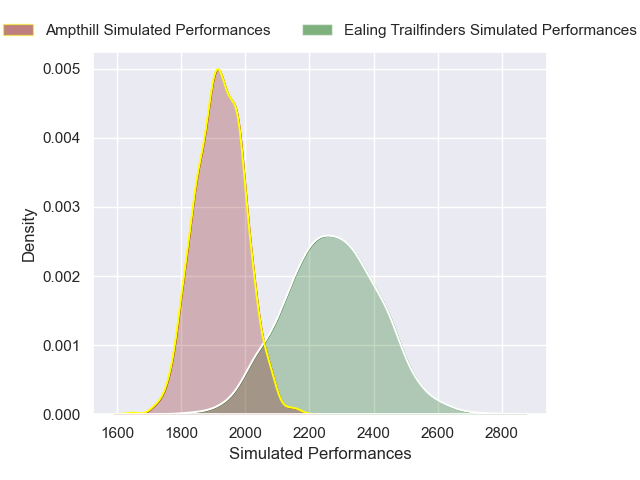 Ampthill Simulated Performances
Ealing Trailfinders Simulated Performances
0.005
0.004
0.003
0.002
0.001
0.000
Density
1600 1800 2000 2200 2400 2600 2800
Simulated Performances